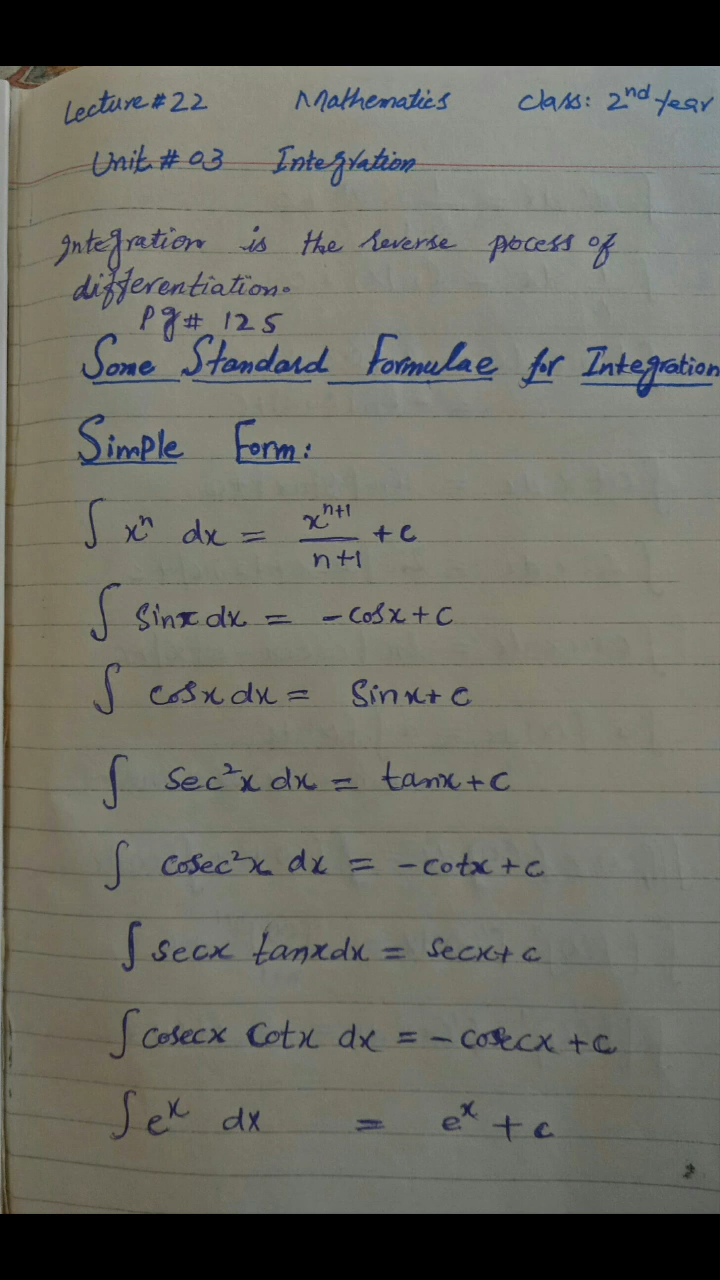 Lecture # 22 Mathematics Class: 2nd Year
Unit # 03 Integration
Integration is the reverse process of
differentiation.
Pg# 125
Some Standard Formulae for Integration
Simple Form:
∫ xⁿ dx = xⁿ⁺¹/n+1 + c
∫ Sinx dx = -cosx + c
∫ cosx dx = Sinx + c
∫ Sec²x dx = tanx + c
∫ Cosec²x dx = -cotx + c
∫ secx tanx dx = Secx + c
∫ Cosecx Cotx dx = -cosecx + c
∫ eˣ dx = eˣ + c